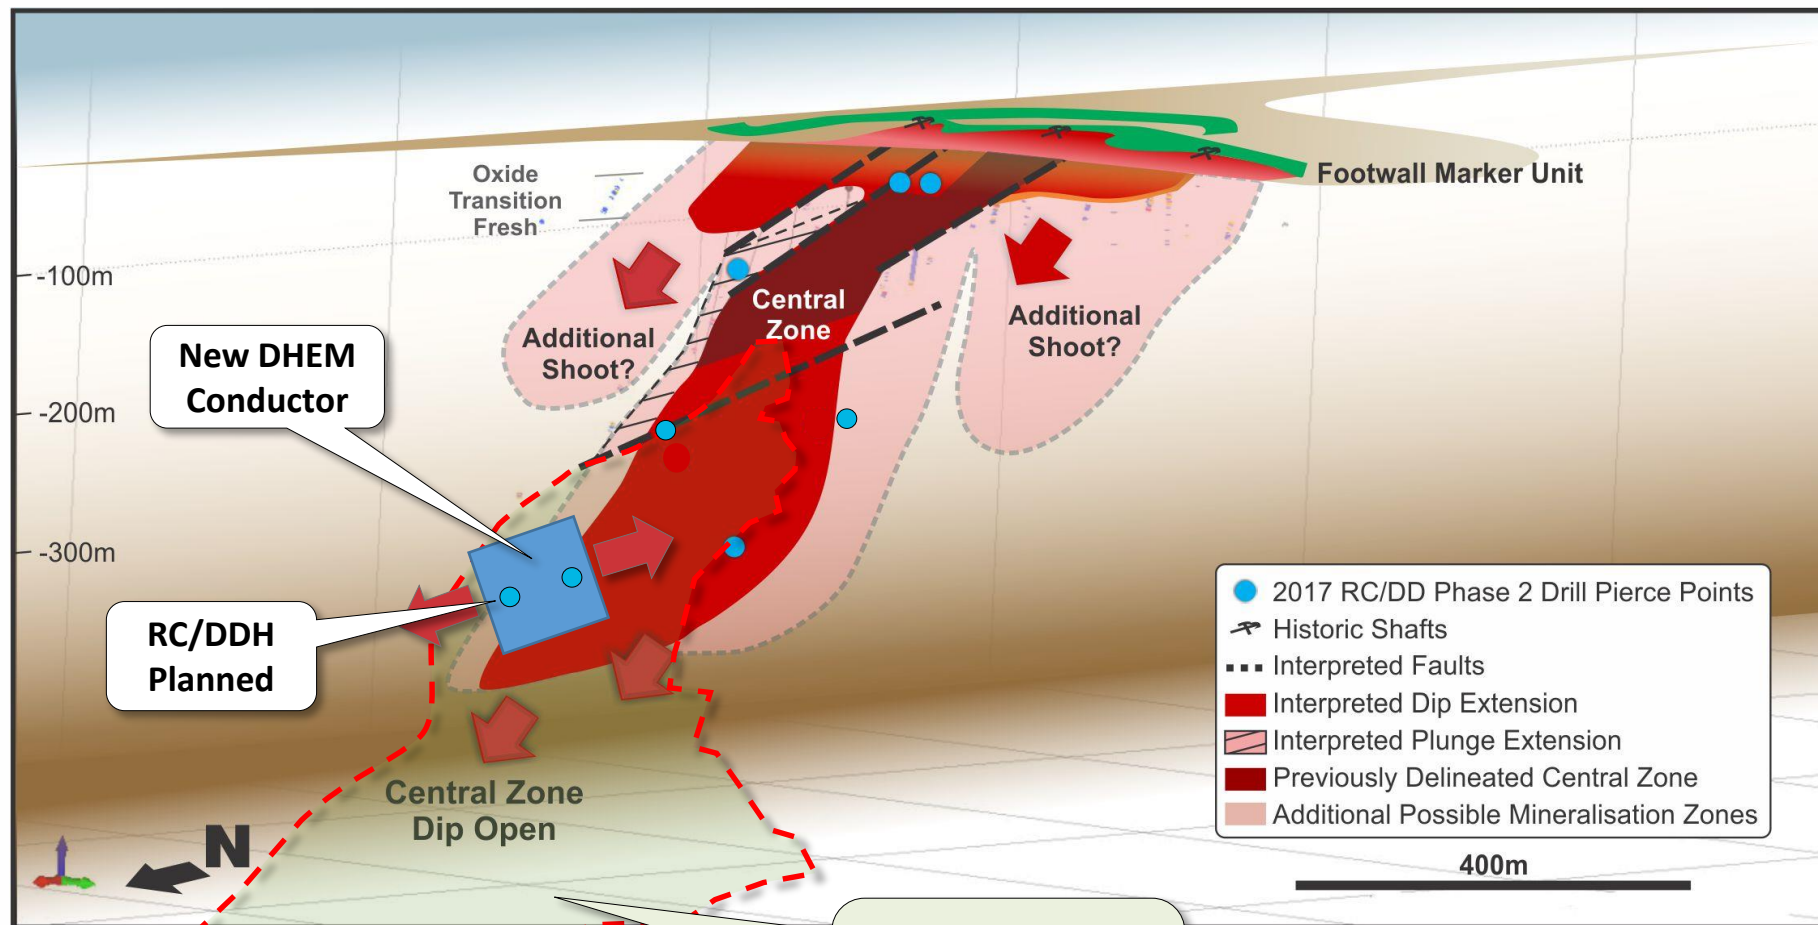 Oxide
Transition
Fresh
Footwall Marker Unit
-100m
-200m
-300m
New DHEM
Conductor
RC/DDH
Planned
Additional
Shoot?
Central
Zone
Additional
Shoot?
Central Zone
Dip Open
N
2017 RC/DD Phase 2 Drill Pierce Points
Historic Shafts
Interpreted Faults
Interpreted Dip Extension
Interpreted Plunge Extension
Previously Delineated Central Zone
Additional Possible Mineralisation Zones
400m